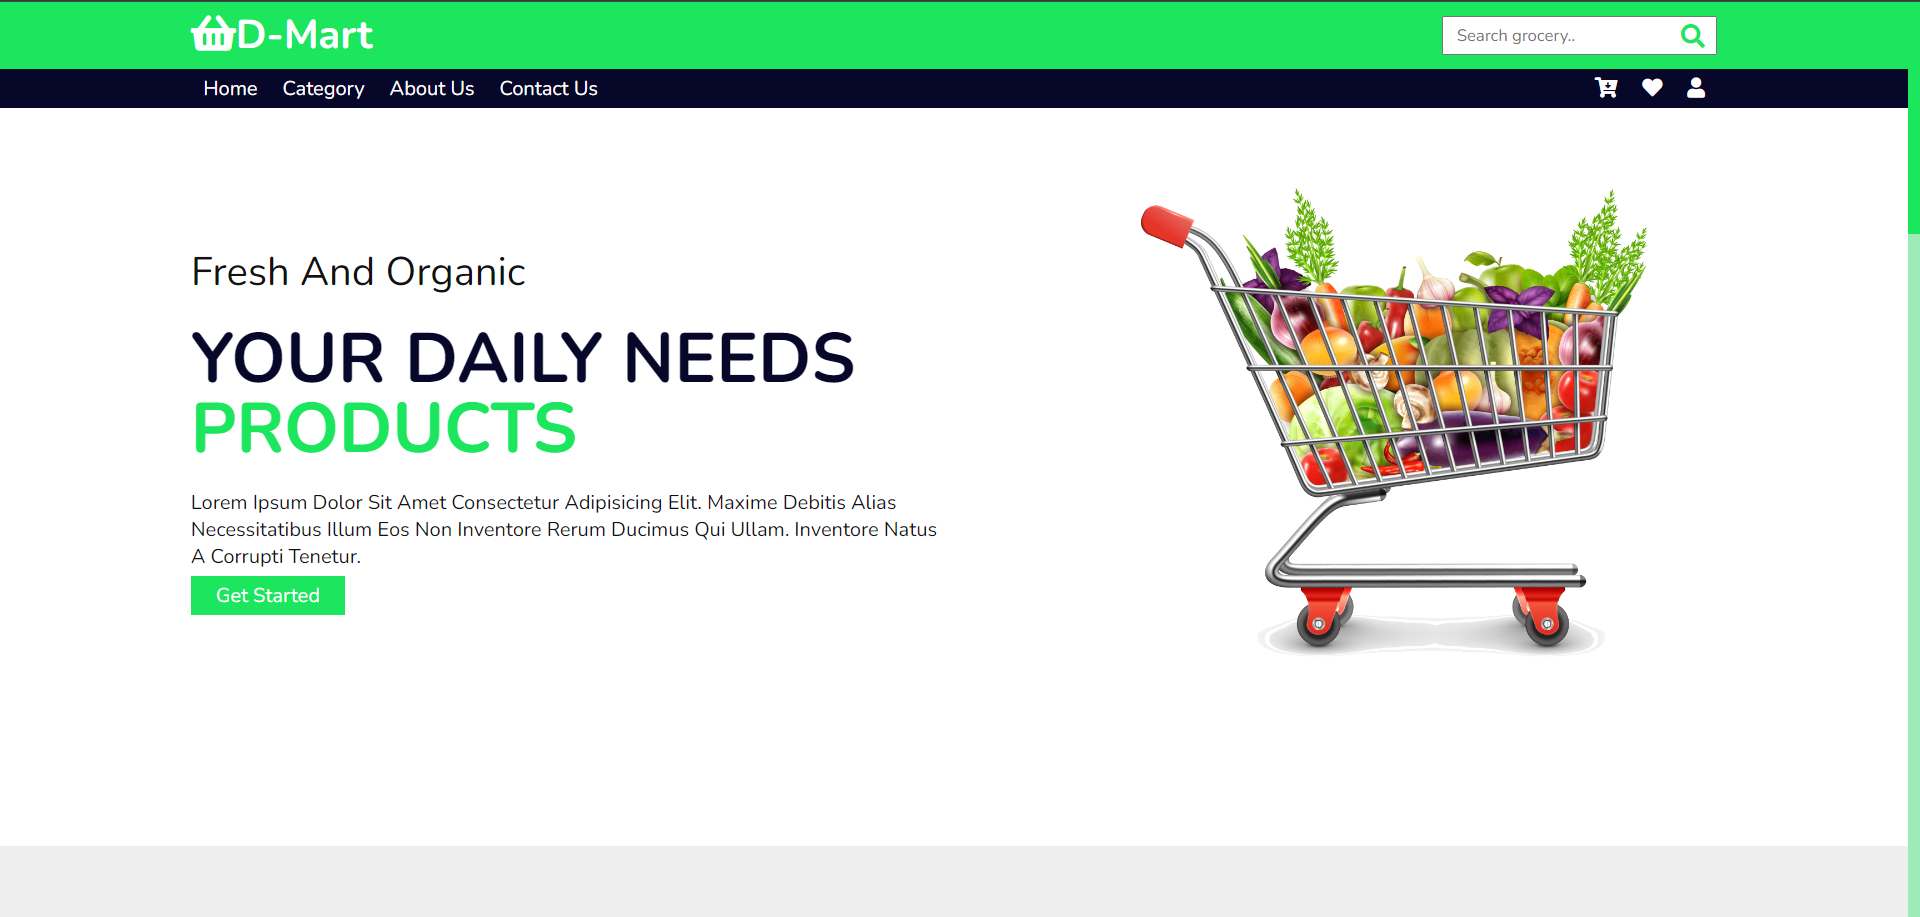 D-Mart
Search grocery..
Home Category About Us Contact Us
Fresh And Organic
YOUR DAILY NEEDS
PRODUCTS
Lorem Ipsum Dolor Sit Amet Consectetur Adipisicing Elit. Maxime Debitis Alias
Necessitatibus Illum Eos Non Inventore Rerum Ducimus Qui Ullam. Inventore Natus
A Corrupti Tenetur.
Get Started